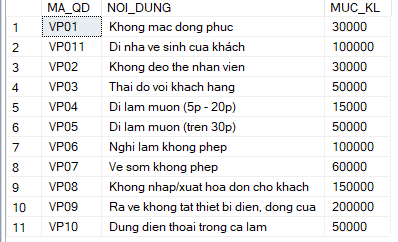 MA_QD NOI_DUNG MUC_KL
1 VP01 Khong mac dong phuc 30000
2 VP011 Di nha ve sinh cua khách 100000
3 VP02 Khong deo the nhan vien 30000
4 VP03 Thai do voi khach hang 50000
5 VP04 Di lam muon (5p - 20p) 15000
6 VP05 Di lam muon (tren 30p) 50000
7 VP06 Nghi lam khong phep 100000
8 VP07 Ve som khong phep 60000
9 VP08 Khong nhap/xuat hoa don cho khach 150000
10 VP09 Ra ve khong tat thiet bi dien, dong cua 200000
11 VP10 Dung dien thoai trong ca lam 50000